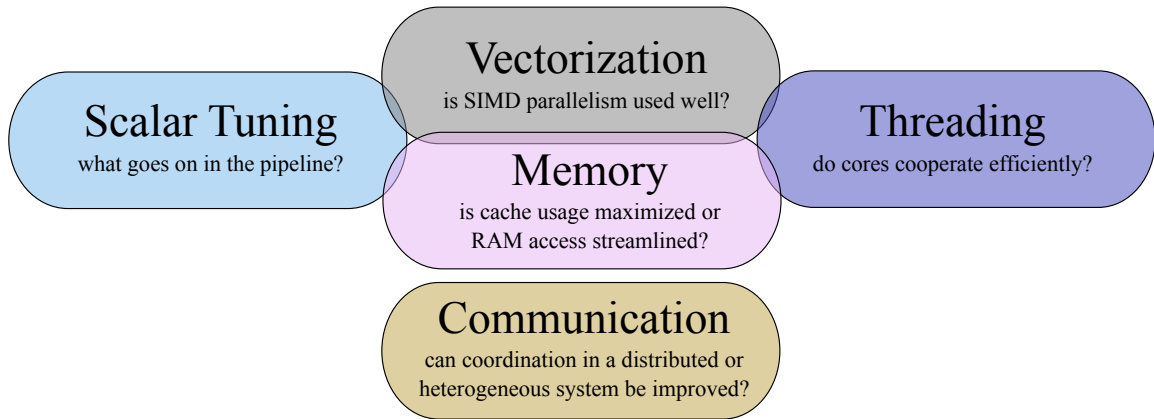 Vectorization
is SIMD parallelism used well?
Scalar Tuning
what goes on in the pipeline?
Threading
do cores cooperate efficiently?
Memory
is cache usage maximized or
RAM access streamlined?
Communication
can coordination in a distributed or
heterogeneous system be improved?